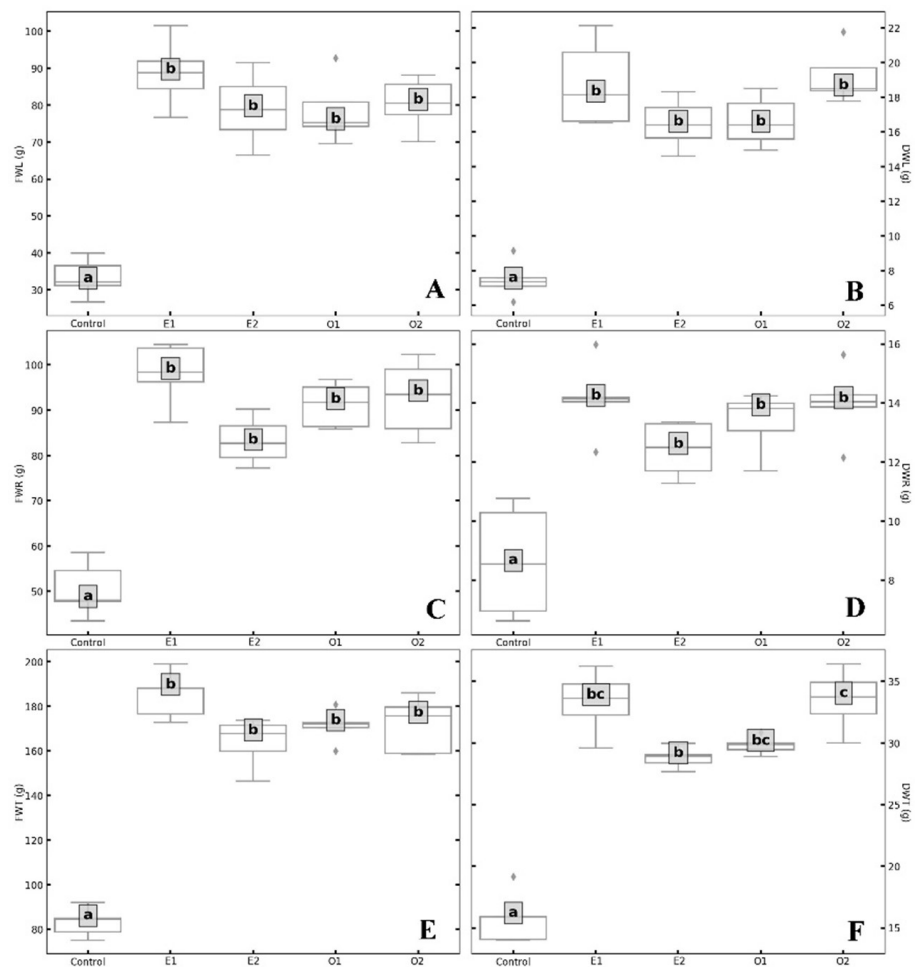 100
90
80
70
60
50
40
30
FWL (g)
a
b
b
b
b
A
Control E1 E2 O1 O2
22
20
18
16
14
12
10
8
6
DWL (g)
a
b
b
b
b
B
Control E1 E2 O1 O2
100
90
80
70
60
50
FWR (g)
a
b
b
b
b
C
Control E1 E2 O1 O2
16
14
12
10
8
DWR (g)
a
b
b
b
b
D
Control E1 E2 O1 O2
200
180
160
140
120
100
80
FWT (g)
a
b
b
b
b
E
Control E1 E2 O1 O2
35
30
25
20
15
DWT (g)
a
bc
b
bc
c
F
Control E1 E2 O1 O2